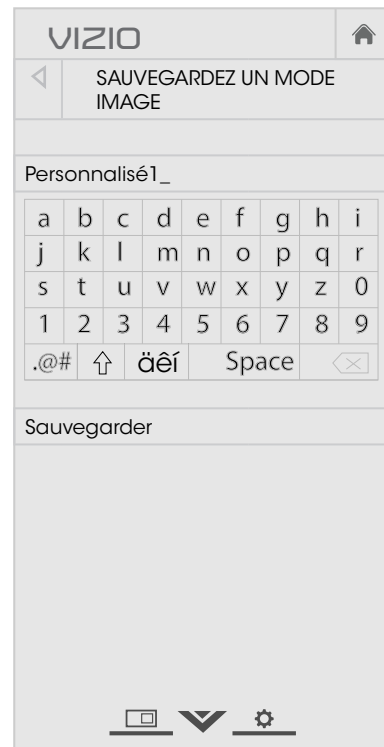 VIZIO
SAUVEGARDEZ UN MODE
IMAGE
Personnalisé1_
a b c d e f g h i
j k l m n o p q r
s t u v w x y z 0
1 2 3 4 5 6 7 8 9
.@# äêí Space
Sauvegarder